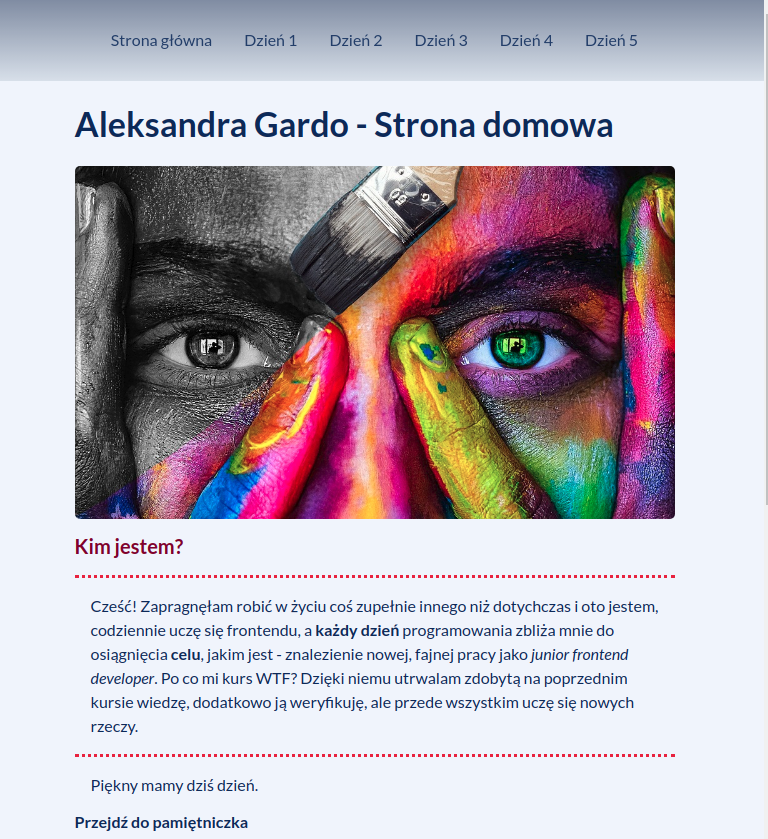 Strona główna Dzień 1 Dzień 2 Dzień 3 Dzień 4 Dzień 5
Aleksandra Gardo - Strona domowa
50
Kim jestem?
Cześć! Zapragnęłam robić w życiu coś zupełnie innego niż dotychczas i oto jestem,
codziennie uczę się frontendu, a każdy dzień programowania zbliża mnie do
osiągnięcia celu, jakim jest - znalezienie nowej, fajnej pracy jako junior frontend
developer. Po co mi kurs WTF? Dzięki niemu utrwalam zdobytą na poprzednim
kursie wiedzę, dodatkowo ją weryfikuję, ale przede wszystkim uczę się nowych
rzeczy.
Piękny mamy dziś dzień.
Przejdź do pamiętniczka